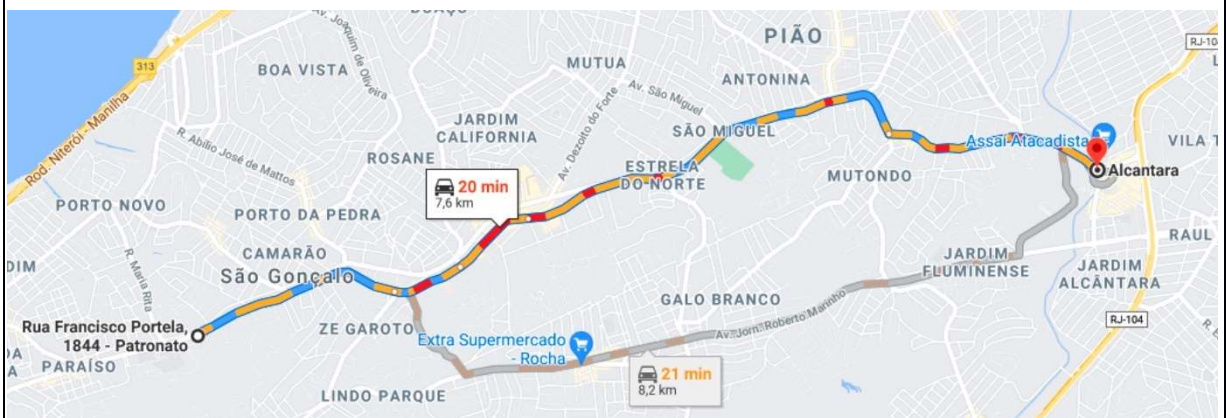 PIÃO
RJ-10
313
BOA VISTA
MUTUA
ANTONINA
Av. Joaquim de Oliveira
Rod. Niterói - Manilha
Av. São Miguel
Av. Dezoito do Forte
JARDIM
CALIFORNIA
SÃO MIGUEL
Assaí Atacadista
VILA T
R. Abílio José de Mattos
ROSANE
ESTRELA
DO NORTE
MUTONDO
Alcantara
20 min
7,6 km
PORTO NOVO
PORTO DA PEDRA
R. Maria Rita
CAMARÃO
São Gonçalo
DIM
RAUL
JARDIM
FLUMINENSE
JARDIM
ALCÂNTARA
GALO BRANCO
RJ-104
Rua Francisco Portela,
1844 - Patronato
ZE GAROTO
Extra Supermercado
- Rocha
Av. Jorn. Roberto Marinho
DA
A
PARAÍSO
21 min
8,2 km
LINDO PARQUE